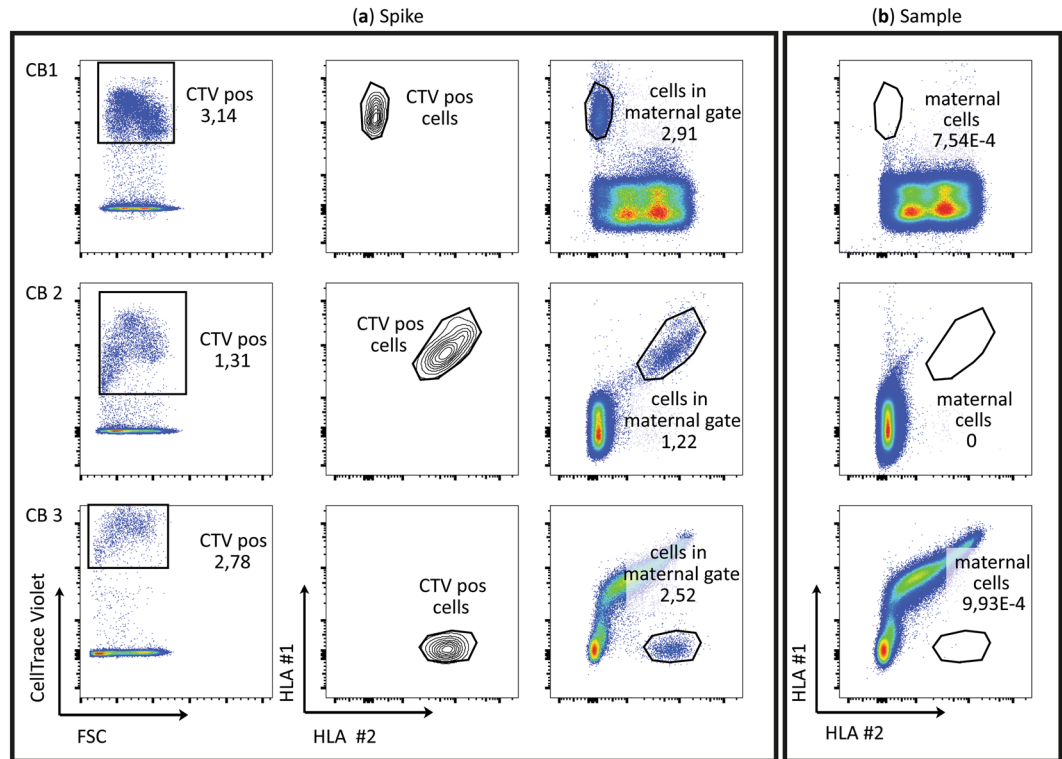 (a) Spike
(b) Sample
CB1
CTV pos
3,14
CTV pos
cells
cells in
maternal gate
2,91
maternal
cells
7,54E-4
CB 2
CTV pos
1,31
CTV pos
cells
cells in
maternal gate
1,22
maternal
cells
0
CB 3
CTV pos
2,78
CTV pos
cells
cells in
maternal gate
2,52
maternal
cells
9,93E-4
CellTrace Violet
FSC
HLA #1
HLA #2
HLA #1
HLA #2